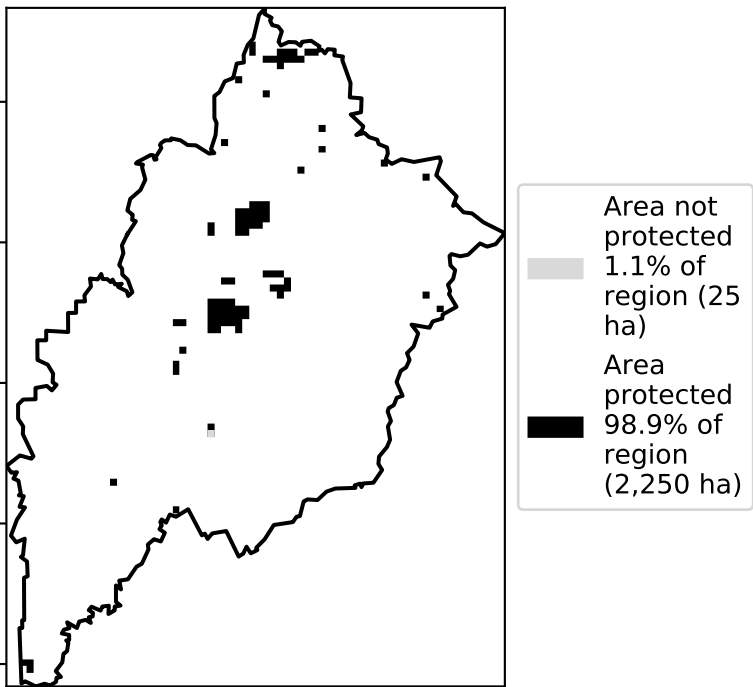 Area not
protected
1.1% of
region (25
ha)
Area
protected
98.9% of
region
(2,250 ha)